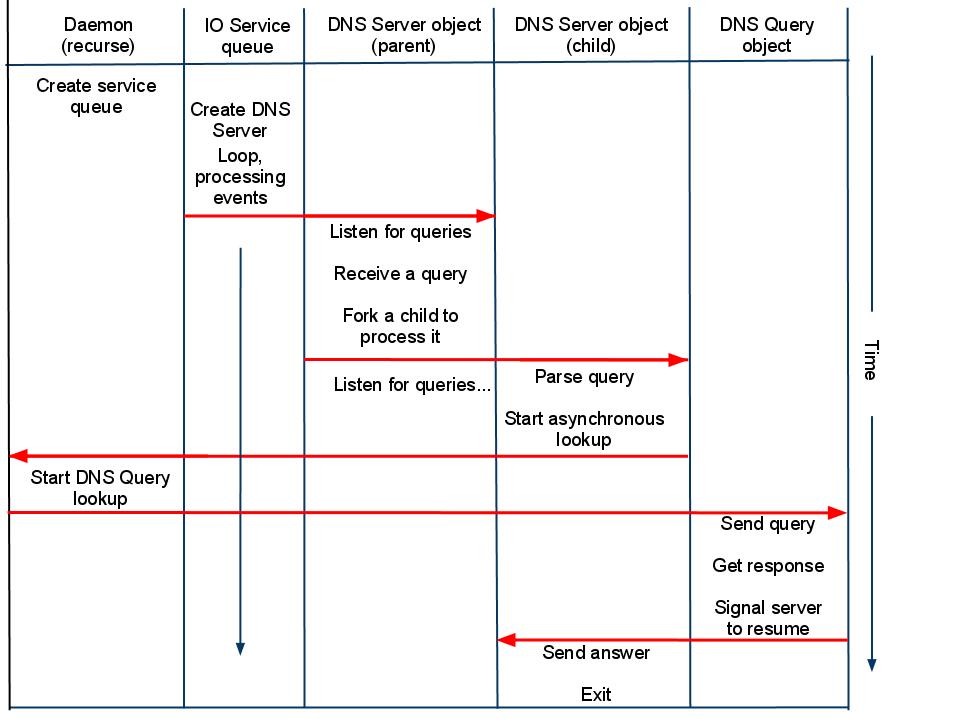 Daemon
(recurse)
IO Service
queue
DNS Server object
(parent)
DNS Server object
(child)
DNS Query
object
Create service
queue
Create DNS
Server
Loop,
processing
events
Listen for queries
Receive a query
Fork a child to
process it
Listen for queries...
Parse query
Start asynchronous
lookup
Start DNS Query
lookup
Send query
Get response
Signal server
to resume
Send answer
Exit
Time